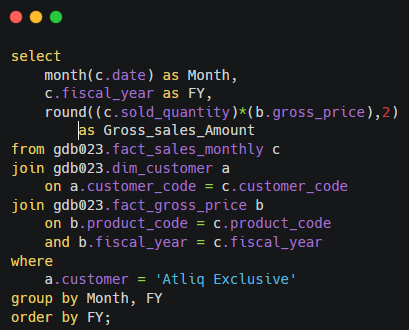 select
month(c.date) as Month,
c.fiscal_year as FY,
round((c.sold_quantity)*(b.gross_price),2)
as Gross_sales_Amount
from gdb023.fact_sales_monthly c
join gdb023.dim_customer a
on a.customer_code = c.customer_code
join gdb023.fact_gross_price b
on b.product_code = c.product_code
and b.fiscal_year = c.fiscal_year
where
a.customer = 'Atliq Exclusive'
group by Month, FY
order by FY;